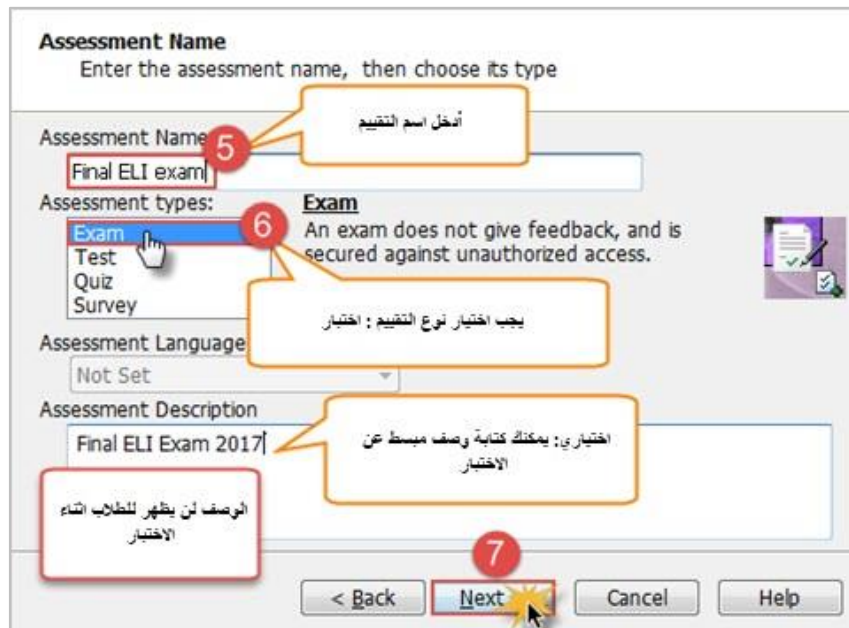 Assessment Name
Enter the assessment name, then choose its type
أدخل اسم التقييم
Assessment Name
5
Final ELI exam
Assessment types:
Exam
Test
Quiz
Survey
6
Exam
An exam does not give feedback, and is
secured against unauthorized access.
يجب اختيار نوع التقييم : اختبار
Assessment Language
Not Set
Assessment Description
Final ELI Exam 2017
اختياري: يمكنك كتابة وصف مبسط عن
الاختبار
الوصف لن يظهر للطلاب اثناء
الاختبار
7
< Back
Next
Cancel
Help